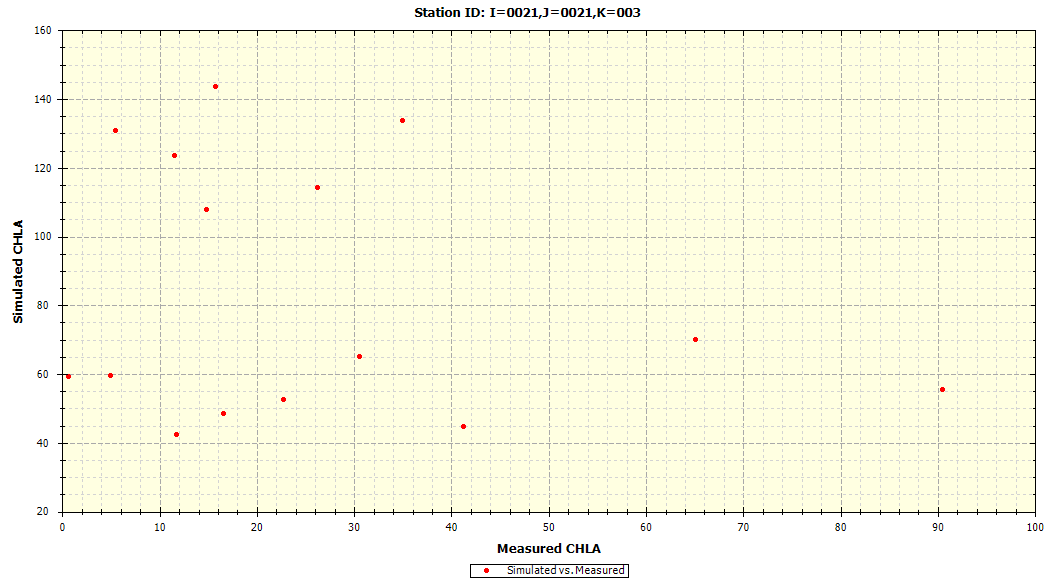 Station ID: I=0021,J=0021,K=003
160
140
120
100
80
60
40
20
Simulated CHLA
0 10 20 30 40 50 60 70 80 90 100
Measured CHLA
Simulated vs. Measured